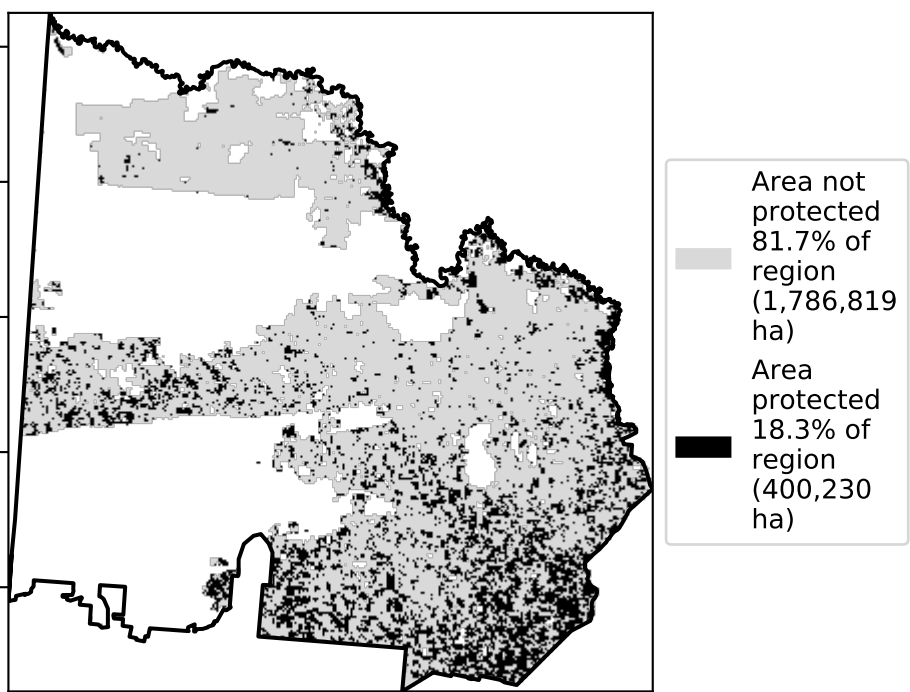 Area not
protected
81.7% of
region
(1,786,819
ha)
Area
protected
18.3% of
region
(400,230
ha)